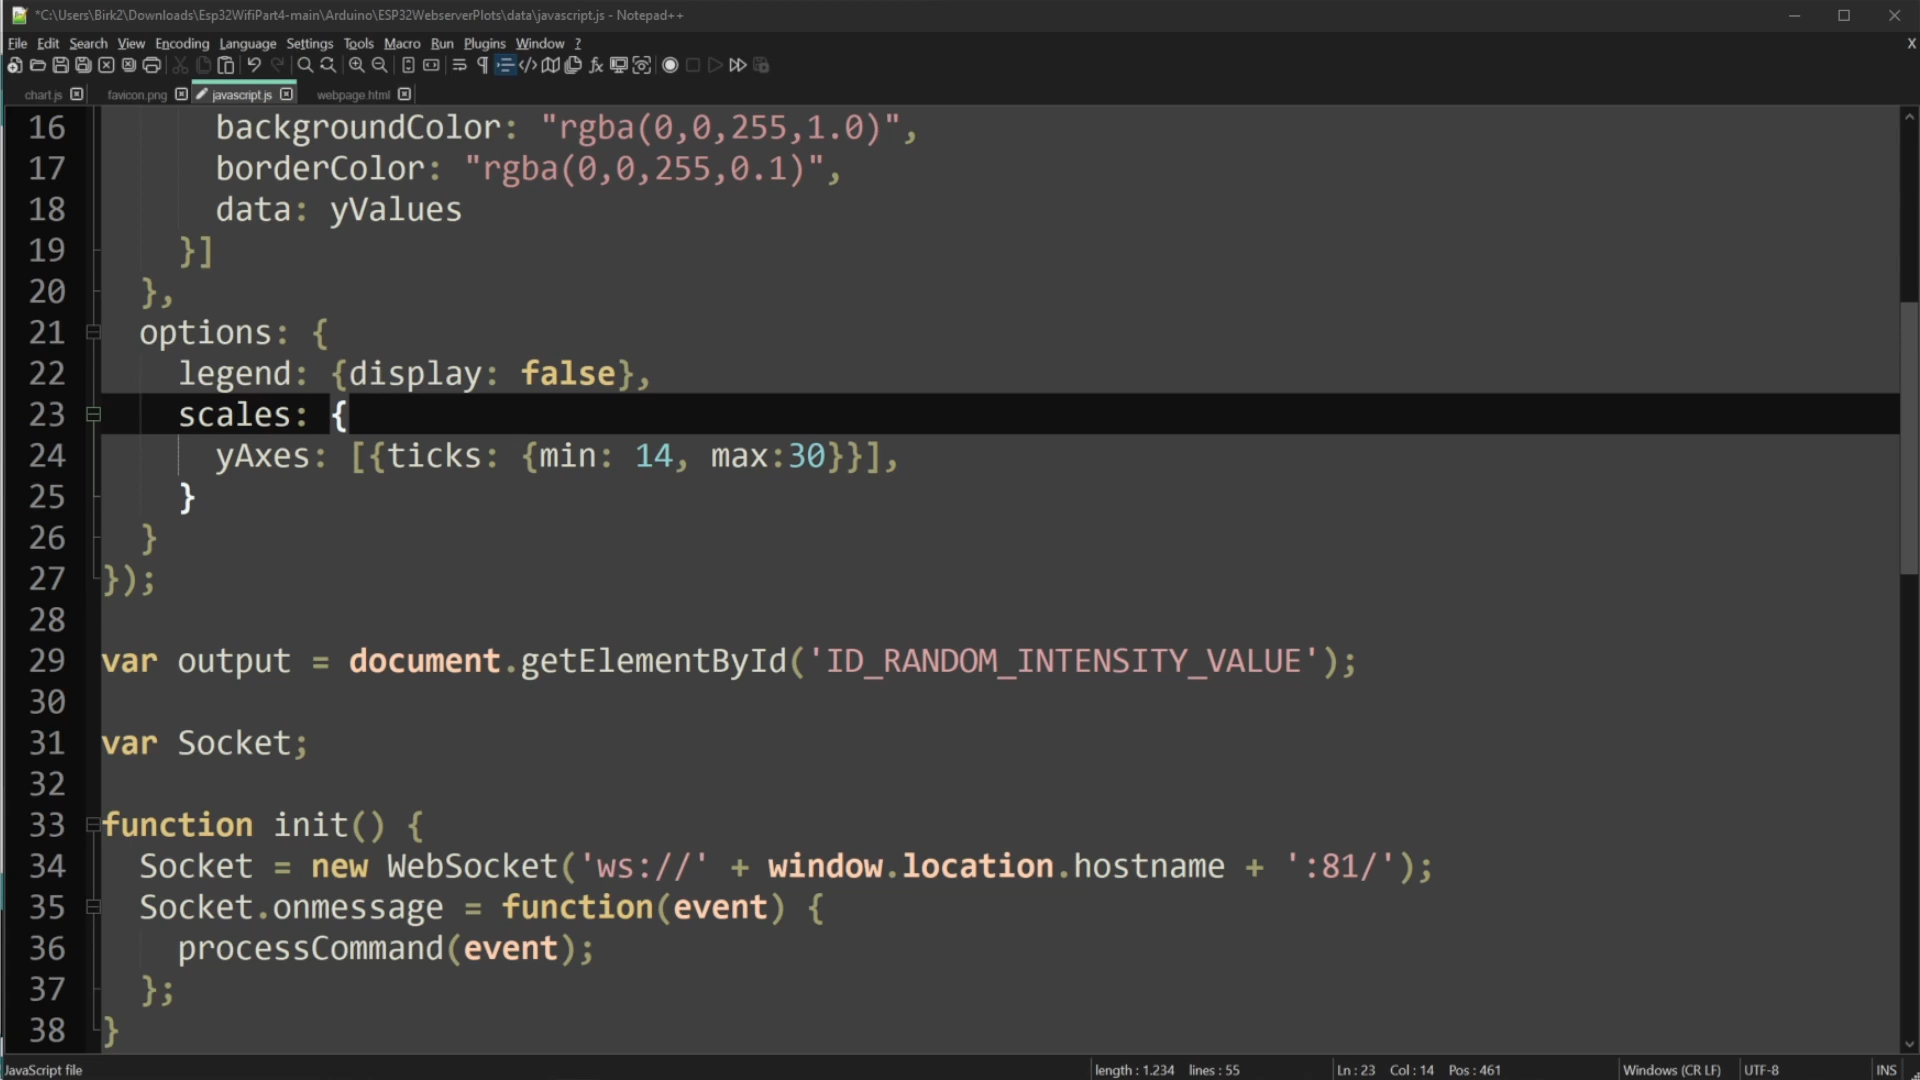 *C:\Users\Birk2\Downloads\Esp32WifiPart4-main\Arduino\ESP32WebserverPlots\data\javascript.js - Notepad++
File Edit Search View Encoding Language Settings Tools Macro Run Plugins Window ? X
chart.js favicon.png javascript.js webpage.html
16 backgroundColor: "rgba(0,0,255,1.0)",
17 borderColor: "rgba(0,0,255,0.1)",
18 data: yValues
19 }]
20 },
21 options: {
22 legend: {display: false},
23 scales: {
24 yAxes: [{ticks: {min: 14, max:30}}],
25 }
26 }
27 });
28
29 var output = document.getElementById('ID_RANDOM_INTENSITY_VALUE');
30
31 var Socket;
32
33 function init() {
34 Socket = new WebSocket('ws://' + window.location.hostname + ':81/');
35 Socket.onmessage = function(event) {
36 processCommand(event);
37 };
38 }
JavaScript file length : 1.234 lines : 55 Ln : 23 Col : 14 Pos : 461 Windows (CR LF) UTF-8 INS